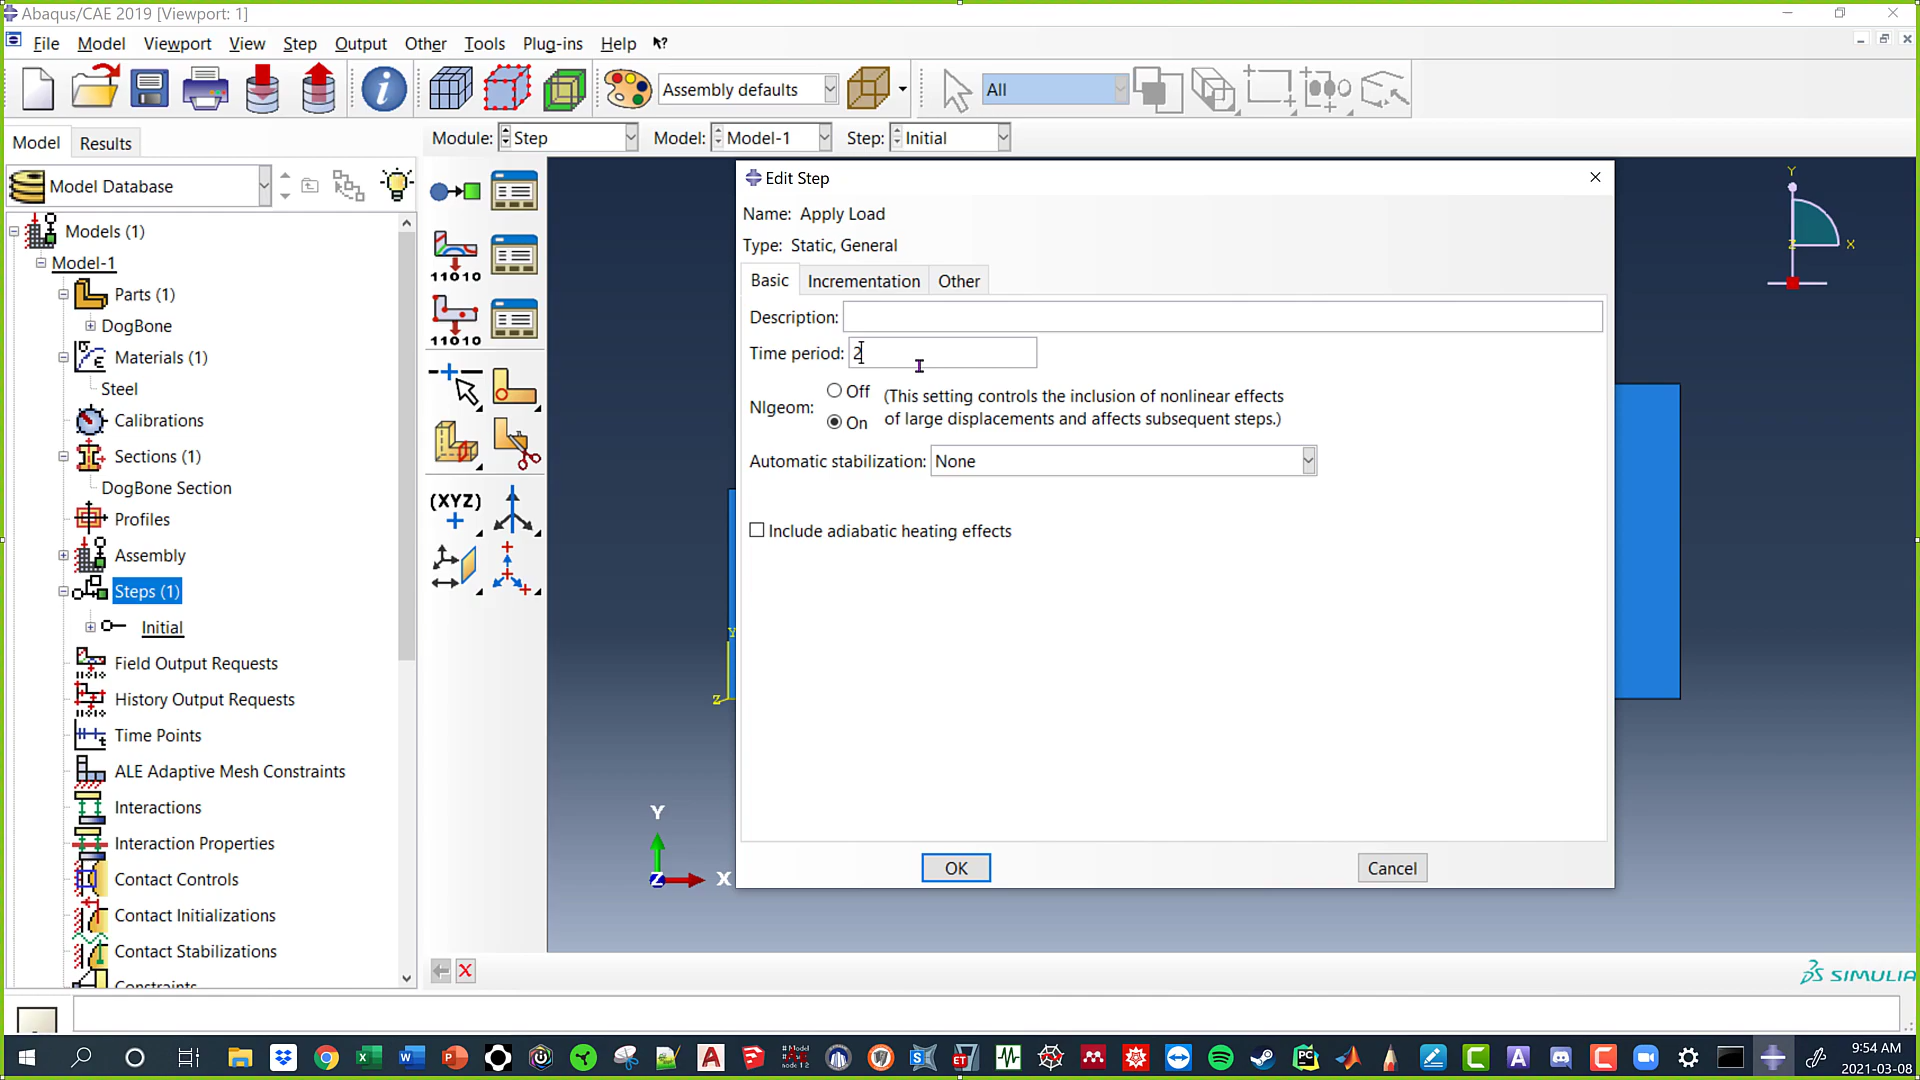 Abaqus/CAE 2019 [Viewport: 1]
File Model Viewport View Step Output Other Tools Plug-ins Help
Assembly defaults All
Model Results
Module: Step Model: Model-1 Step: Initial
Model Database
Models (1)
Model-1
Parts (1)
DogBone
Materials (1)
Steel
Calibrations
Sections (1)
DogBone Section
Profiles
Assembly
Steps (1)
Initial
Field Output Requests
History Output Requests
Time Points
ALE Adaptive Mesh Constraints
Interactions
Interaction Properties
Contact Controls
Contact Initializations
Contact Stabilizations
Constraints
11010
11010
(XYZ)
Edit Step
Name: Apply Load
Type: Static, General
Basic Incrementation Other
Description:
Time period: 2
Nlgeom: Off On (This setting controls the inclusion of nonlinear effects
of large displacements and affects subsequent steps.)
Automatic stabilization: None
Include adiabatic heating effects
OK Cancel
Y
X
Z
Y
Z
Y
Z X
SIMULIA
9:54 AM
2021-03-08